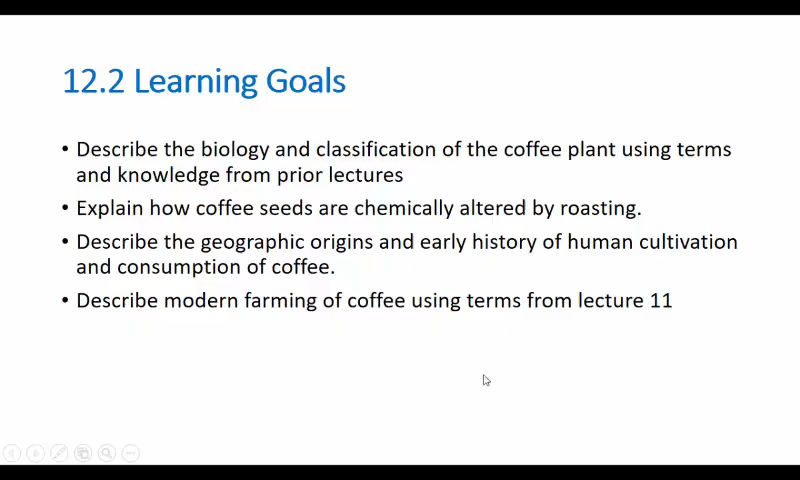 12.2 Learning Goals
• Describe the biology and classification of the coffee plant using terms
and knowledge from prior lectures
• Explain how coffee seeds are chemically altered by roasting.
• Describe the geographic origins and early history of human cultivation
and consumption of coffee.
• Describe modern farming of coffee using terms from lecture 11